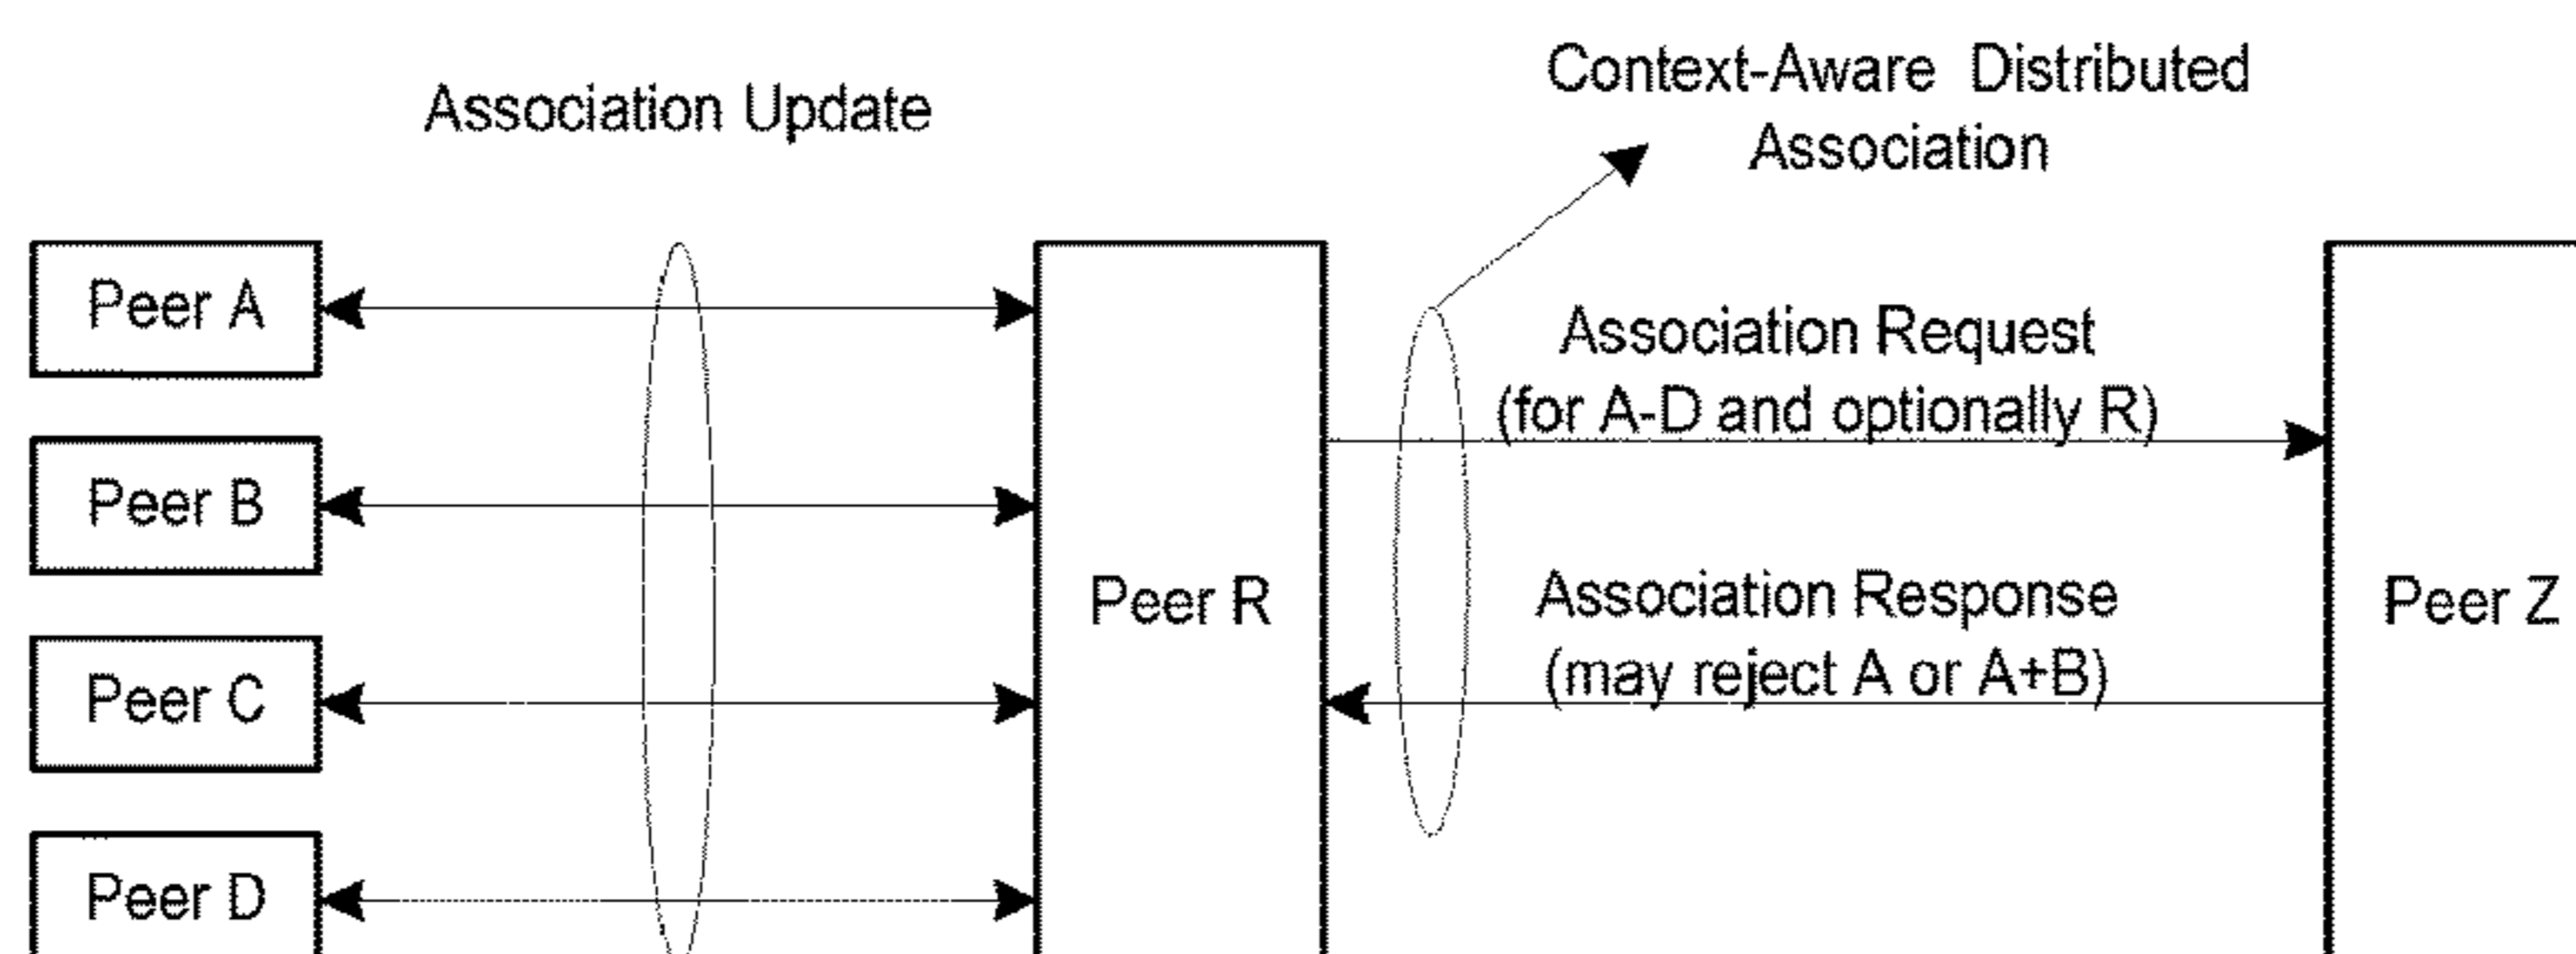 Association Update
Context-Aware Distributed
Association
Peer A
Peer B
Peer C
Peer D
Peer R
Association Request
(for A-D and optionally R)
Association Response
(may reject A or A+B)
Peer Z